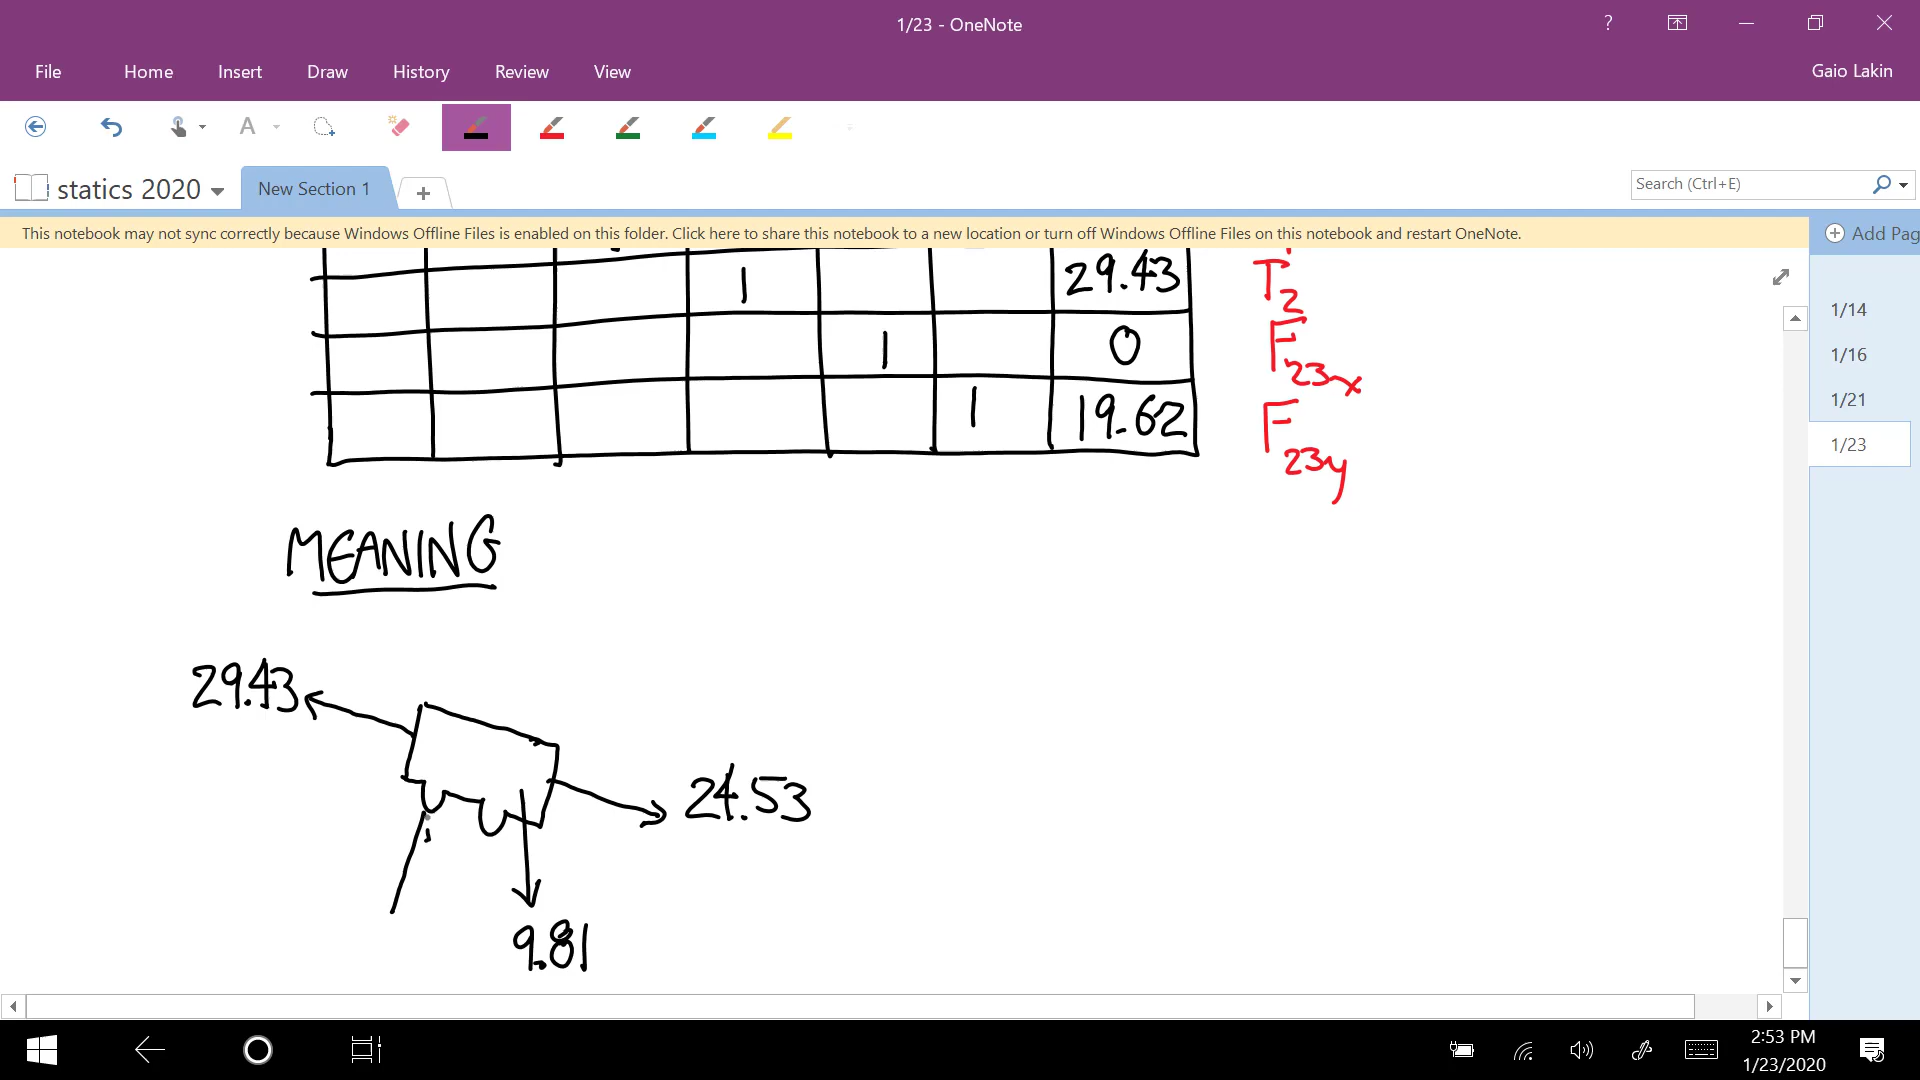 1/23 - OneNote
?
File Home Insert Draw History Review View
Gaio Lakin
A
statics 2020
New Section 1
+
Search (Ctrl+E)
This notebook may not sync correctly because Windows Offline Files is enabled on this folder. Click here to share this notebook to a new location or turn off Windows Offline Files on this notebook and restart OneNote.
Add Pag
1/14
1/16
1/21
1/23
1 29.43 T2
1 0 F23x
1 19.62 F23y
MEANING
29.43
24.53
9.81
2:53 PM
1/23/2020